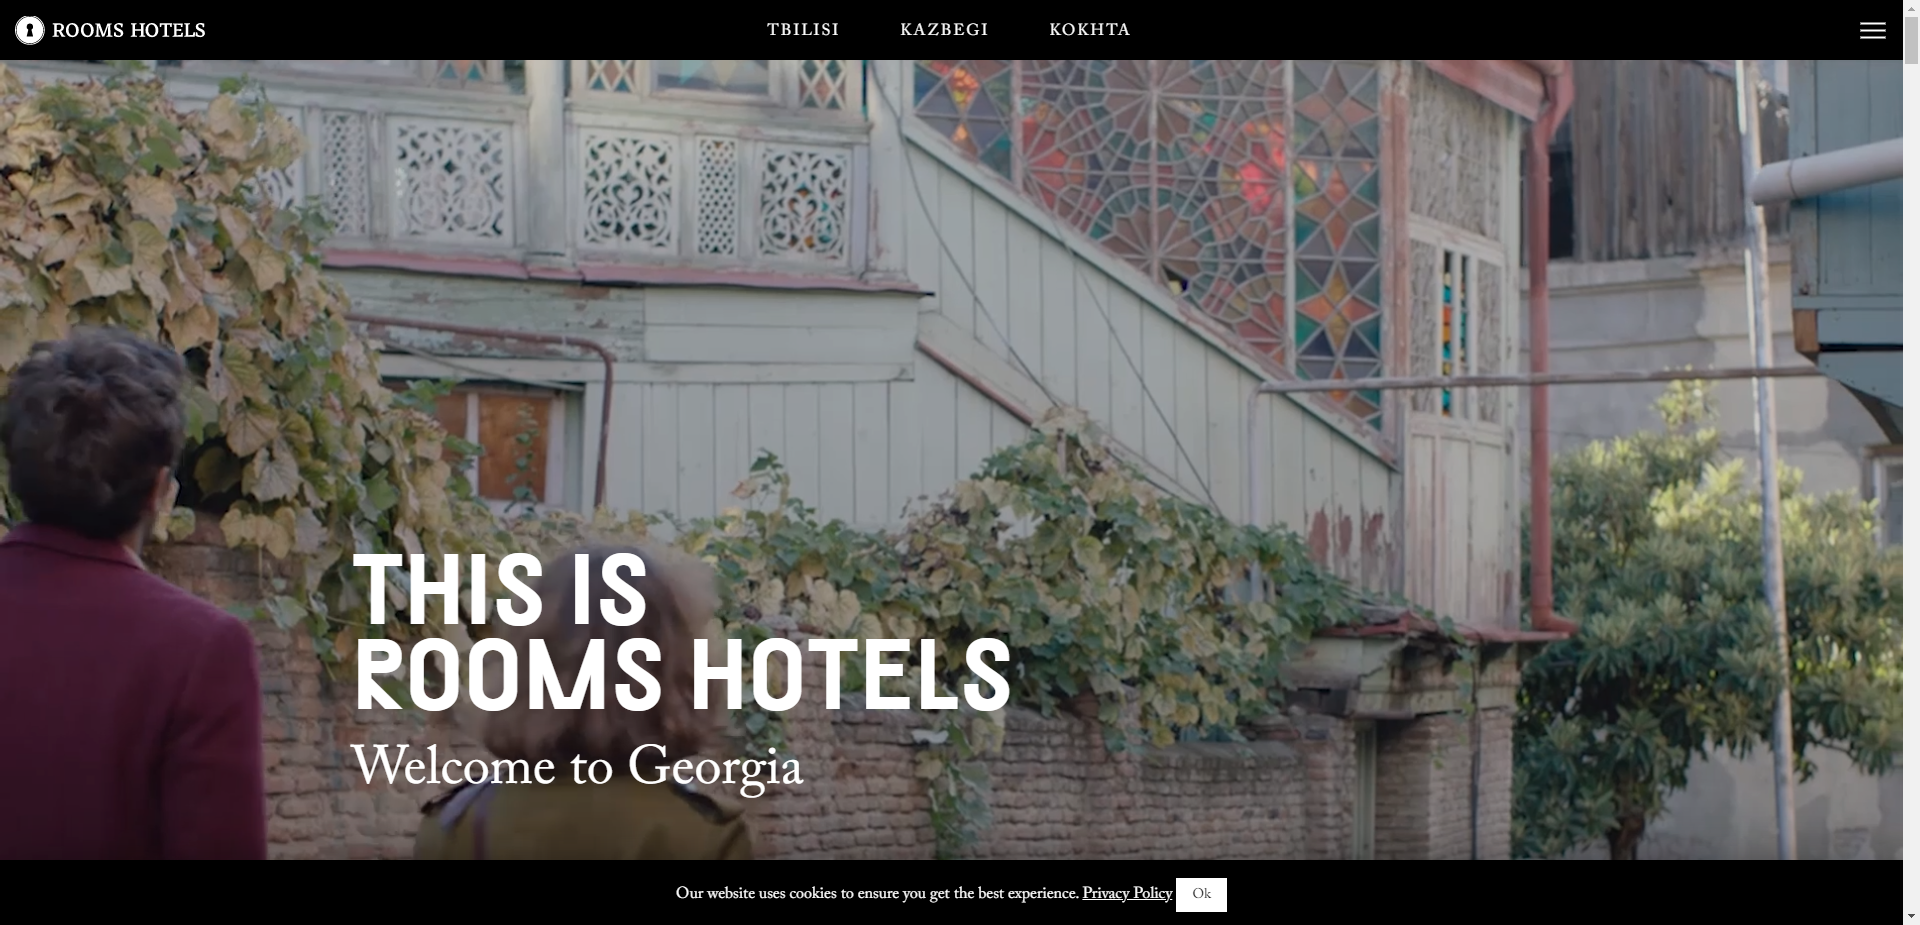 ROOMS HOTELS
TBILISI
KAZBEGI
KOKHTA
THIS IS
ROOMS HOTELS
Welcome to Georgia
Our website uses cookies to ensure you get the best experience. Privacy Policy Ok